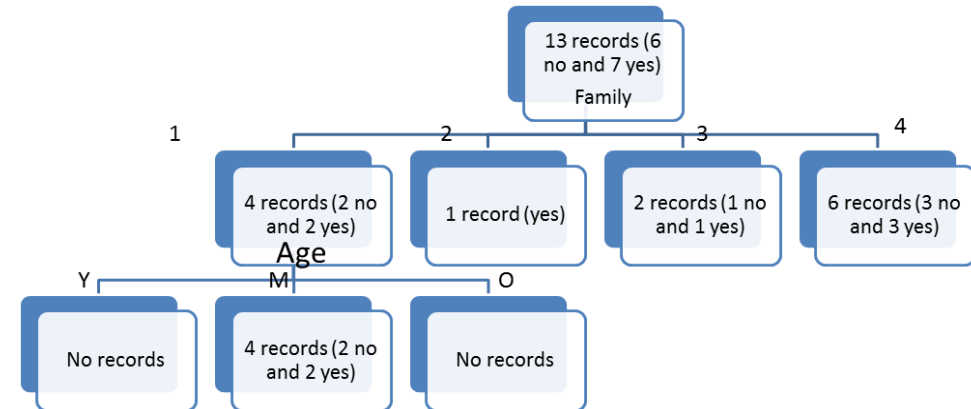 13 records (6
no and 7 yes)
Family
1
2
3
4
4 records (2 no
and 2 yes)
Age
1 record (yes)
2 records (1 no
and 1 yes)
6 records (3 no
and 3 yes)
Y
M
O
No records
4 records (2 no
and 2 yes)
No records